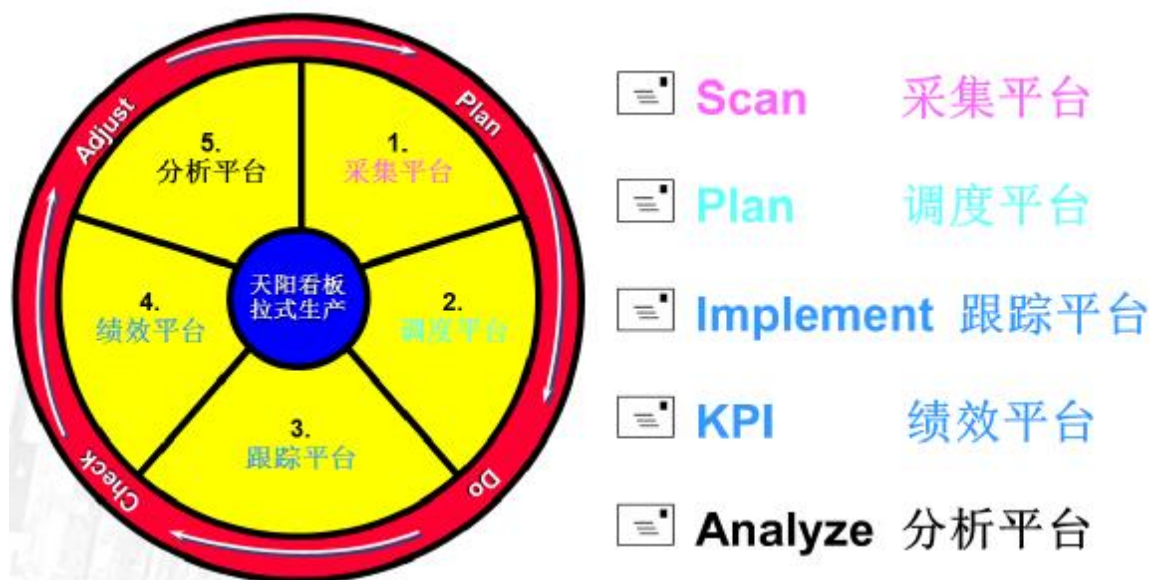 Adjust
Plan
5.
分析平台
1.
采集平台
天阳看板
拉式生产
4.
绩效平台
2.
调度平台
3.
跟踪平台
Check
Do
Scan 采集平台
Plan 调度平台
Implement 跟踪平台
KPI 绩效平台
Analyze 分析平台